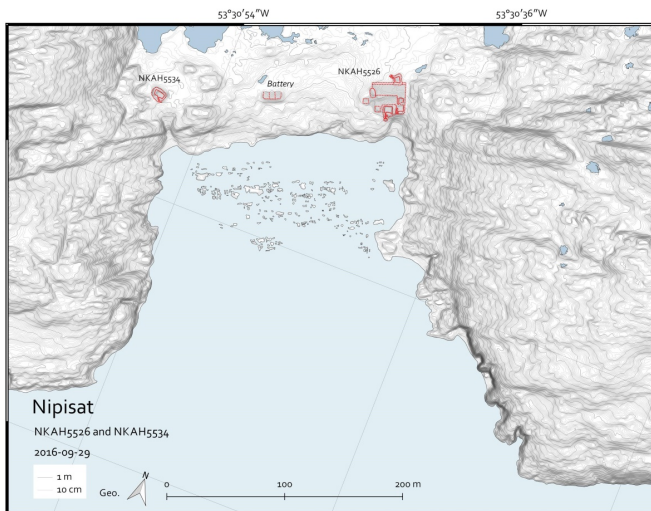 53°30’54”W
53°30’36”W
NKAH5534
Battery
NKAH5526
Nipisat
NKAH5526 and NKAH5534
2016-09-29
1 m
10 cm
Geo.
N
0
100
200 m